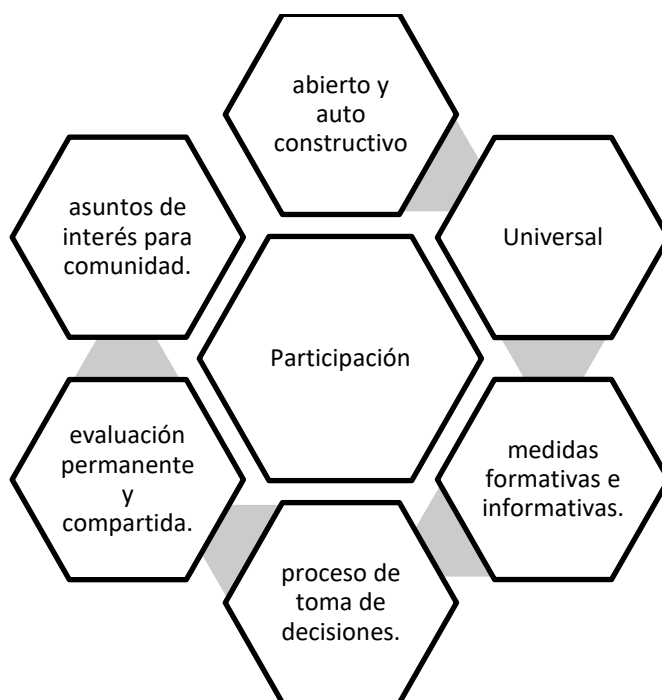 abierto y
auto
constructivo
asuntos de
interés para
comunidad.
Universal
Participación
evaluación
permanente
y
compartida.
medidas
formativas e
informativas.
proceso de
toma de
decisiones.